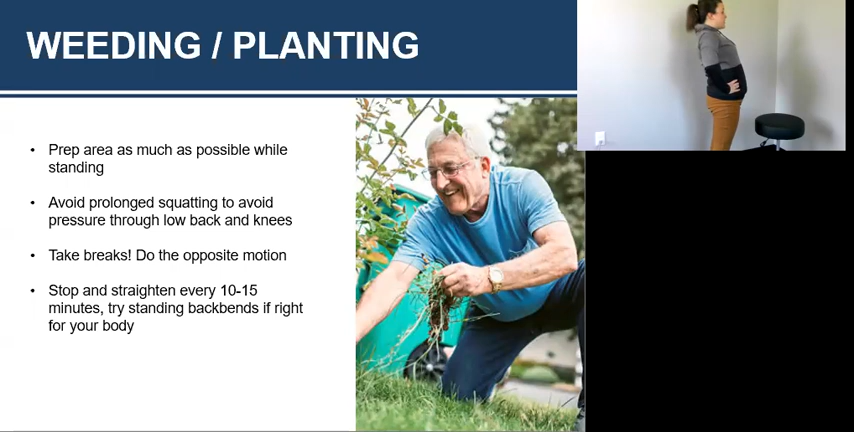 WEEDING / PLANTING
• Prep area as much as possible while
standing
• Avoid prolonged squatting to avoid
pressure through low back and knees
• Take breaks! Do the opposite motion
• Stop and straighten every 10-15
minutes, try standing backbends if right
for your body